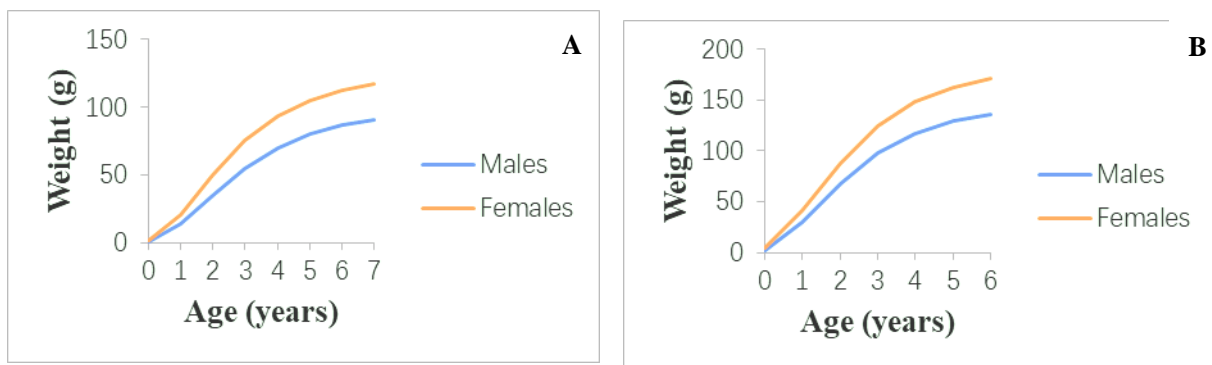 A
Weight (g)
150
100
50
0
0 1 2 3 4 5 6 7
Age (years)
Males
Females
B
Weight (g)
200
150
100
50
0
0 1 2 3 4 5 6
Age (years)
Males
Females